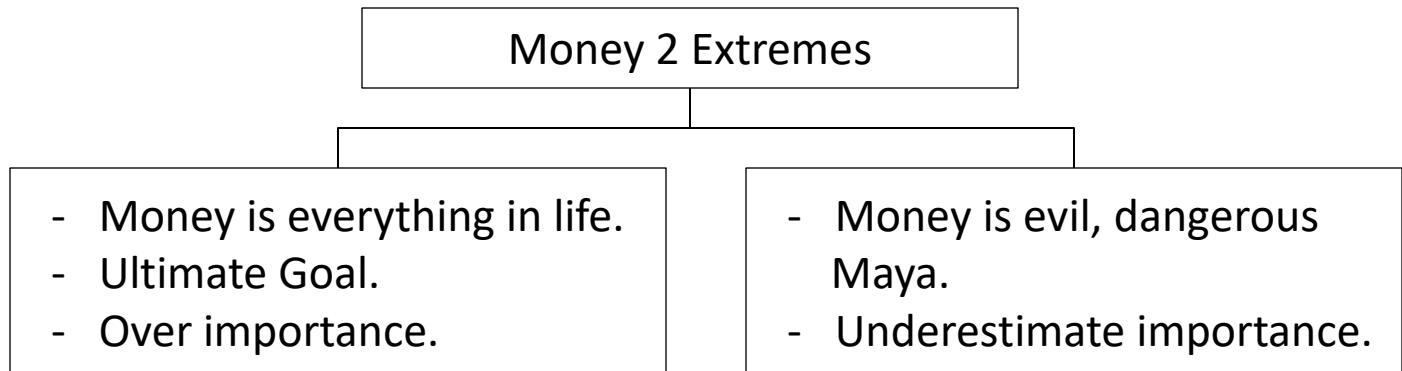 Money 2 Extremes
- Money is everything in life.
- Ultimate Goal.
- Over importance.
- Money is evil, dangerous
Maya.
- Underestimate importance.